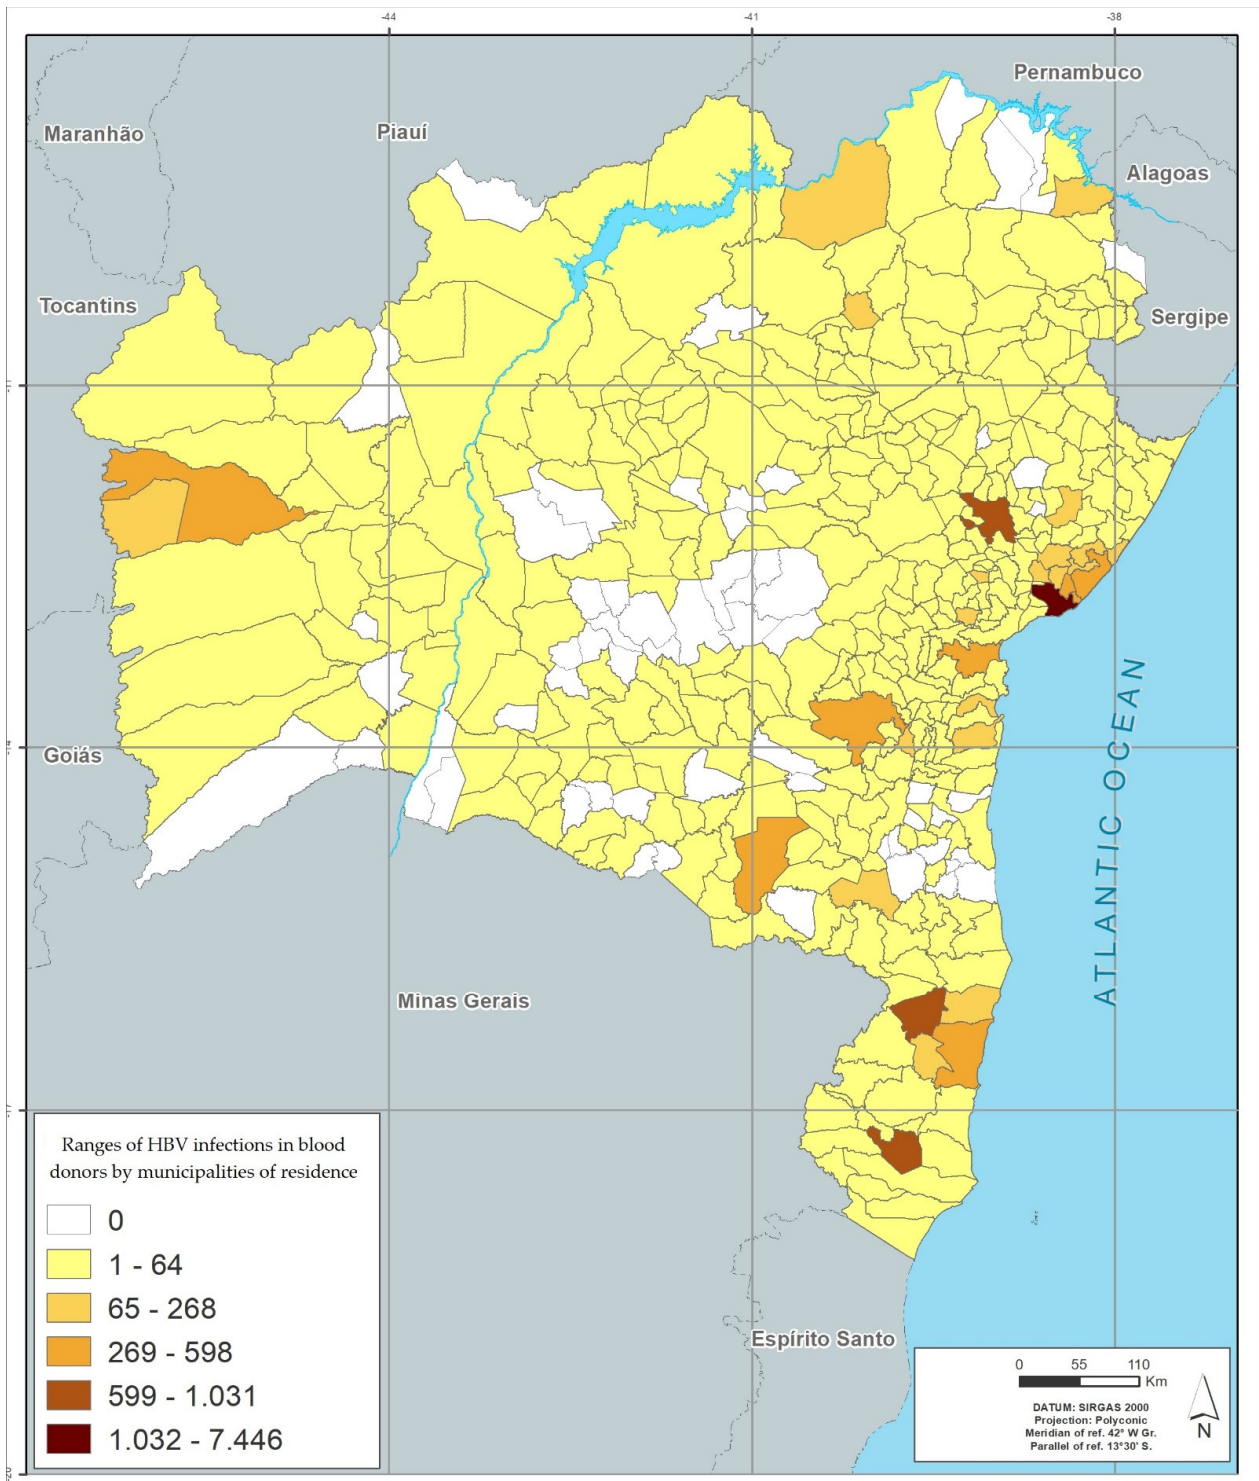 -44 -41 -38
Pernambuco
Maranhão
Piauí
Alagoas
Tocantins
Sergipe
Goiás
ATLANTIC OCEAN
Minas Gerais
Espírito Santo
Ranges of HBV infections in blood
donors by municipalities of residence
0
1 - 64
65 - 268
269 - 598
599 - 1.031
1.032 - 7.446
0 55 110
Km
DATUM: SIRGAS 2000
Projection: Polyconic
Meridian of ref. 42° W Gr.
Parallel of ref. 13°30' S.
N